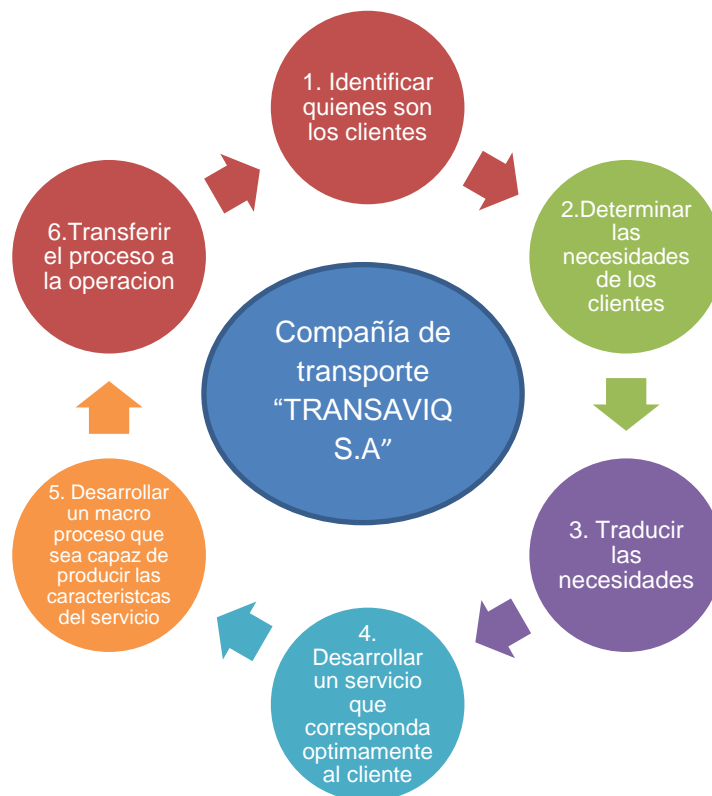 1. Identificar
quienes son
los clientes
2.Determinar
las
necesidades
de los
clientes
3. Traducir
las
necesidades
4.
Desarrollar
un servicio
que
corresponda
optimamente
al cliente
5. Desarrollar
un macro
proceso que
sea capaz de
producir las
caracteristcas
del servicio
6.Transferir
el proceso a
la operacion
Compañía de
transporte
“TRANSAVIQ
S.A”